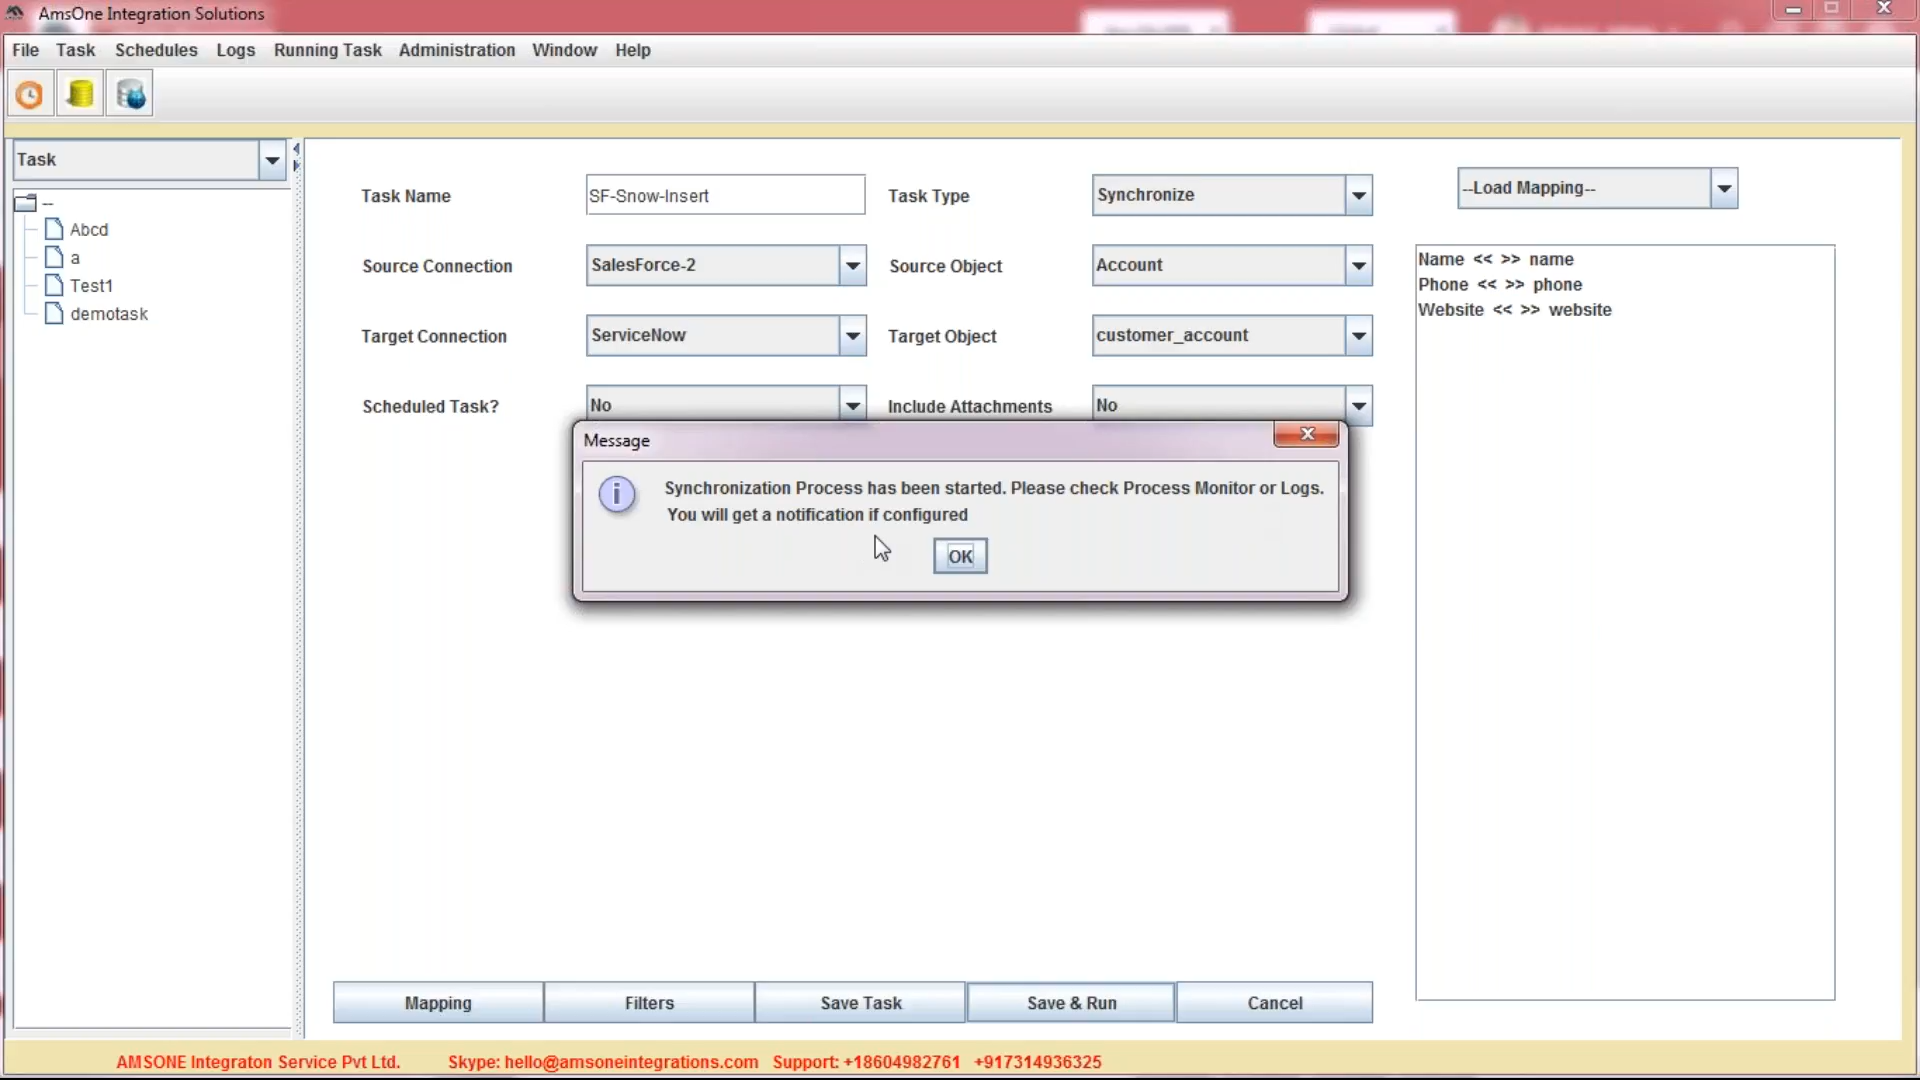 AmsOne Integration Solutions
File Task Schedules Logs Running Task Administration Window Help
Task
--
Abcd
a
Test1
demotask
Task Name SF-Snow-Insert Task Type Synchronize --Load Mapping--
Source Connection SalesForce-2 Source Object Account
Target Connection ServiceNow Target Object customer_account
Scheduled Task? No Include Attachments No
Name << >> name
Phone << >> phone
Website << >> website
Message
Synchronization Process has been started. Please check Process Monitor or Logs.
You will get a notification if configured
OK
Mapping Filters Save Task Save & Run Cancel
AMSONE Integraton Service Pvt Ltd. Skype: hello@amsoneintegrations.com Support: +18604982761 +917314936325